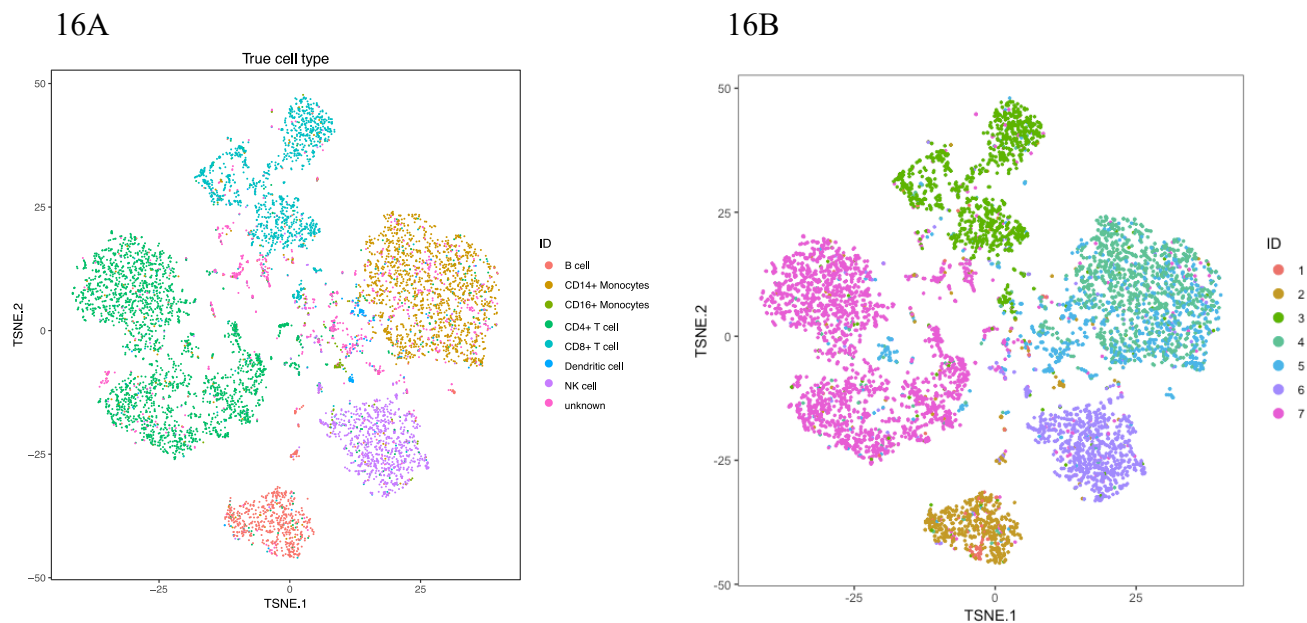 16A
True cell type
50
25
0
-25
-50
-25
0
25
TSNE.2
TSNE.1
ID
B cell
CD14+ Monocytes
CD16+ Monocytes
CD4+ T cell
CD8+ T cell
Dendritic cell
NK cell
unknown
16B
50
25
0
-25
-50
-25
0
25
TSNE.2
TSNE.1
ID
1
2
3
4
5
6
7